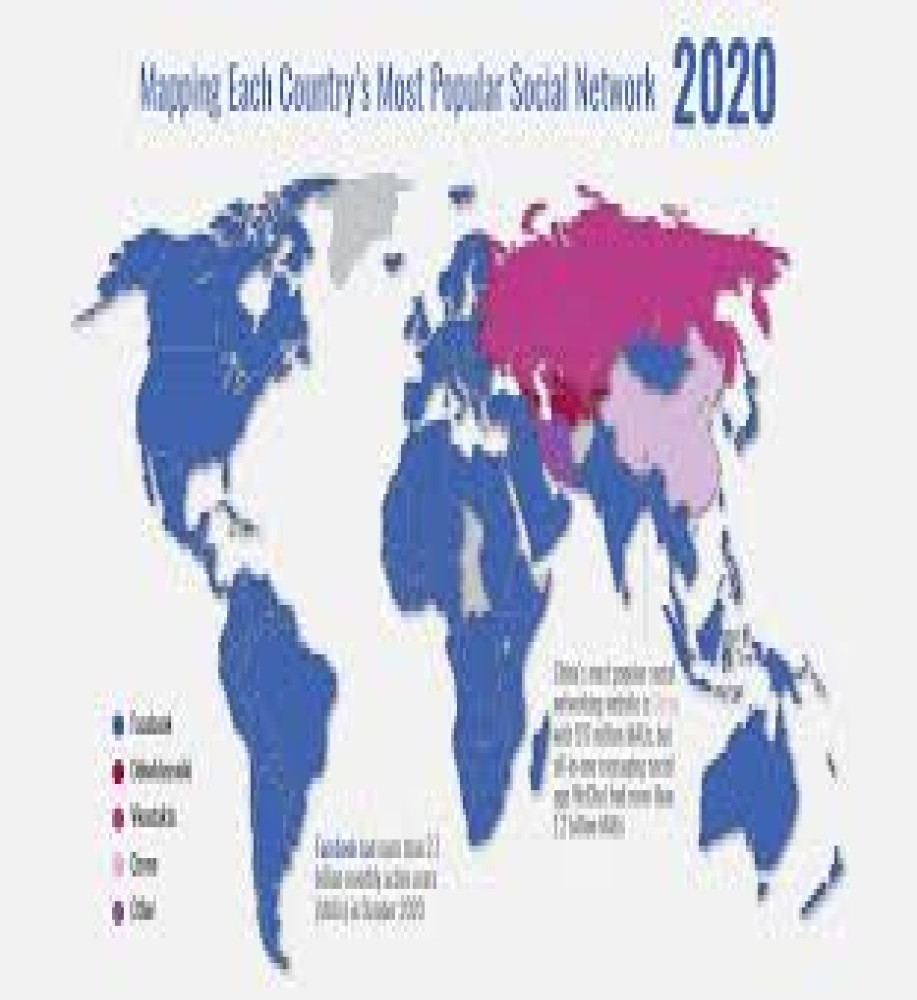 Mapping Each Country's Most Popular Social Network 2020
Facebook
Odnoklassniki
Vkontakte
Qzone
Other
China's most popular social
networking website is Qzone
with 517 million MAUs, but
all-in-one messaging social
app WeChat had more than
1.2 billion MAUs
Facebook had more than 2.7
billion monthly active users
(MAUs) in October 2020